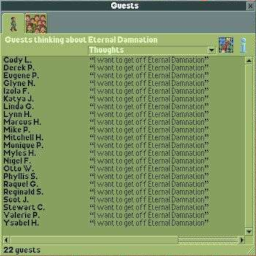 Guests
Guests thinking about Eternal Damnation
Thoughts
Cody L. "I want to get off Eternal Damnation"
Derek P. "I want to get off Eternal Damnation"
Eugene P. "I want to get off Eternal Damnation"
Glyne N. "I want to get off Eternal Damnation"
Izola F. "I want to get off Eternal Damnation"
Katya J. "I want to get off Eternal Damnation"
Linda G. "I want to get off Eternal Damnation"
Lynn H. "I want to get off Eternal Damnation"
Marcus H. "I want to get off Eternal Damnation"
Mike P. "I want to get off Eternal Damnation"
Mitchell H. "I want to get off Eternal Damnation"
Monique P. "I want to get off Eternal Damnation"
Myles H. "I want to get off Eternal Damnation"
Nigel F. "I want to get off Eternal Damnation"
Otto W. "I want to get off Eternal Damnation"
Phyllis S. "I want to get off Eternal Damnation"
Raquel G. "I want to get off Eternal Damnation"
Reginald S. "I want to get off Eternal Damnation"
Scot J. "I want to get off Eternal Damnation"
Stewart C. "I want to get off Eternal Damnation"
Valerie P. "I want to get off Eternal Damnation"
Ysabel H. "I want to get off Eternal Damnation"
22 guests